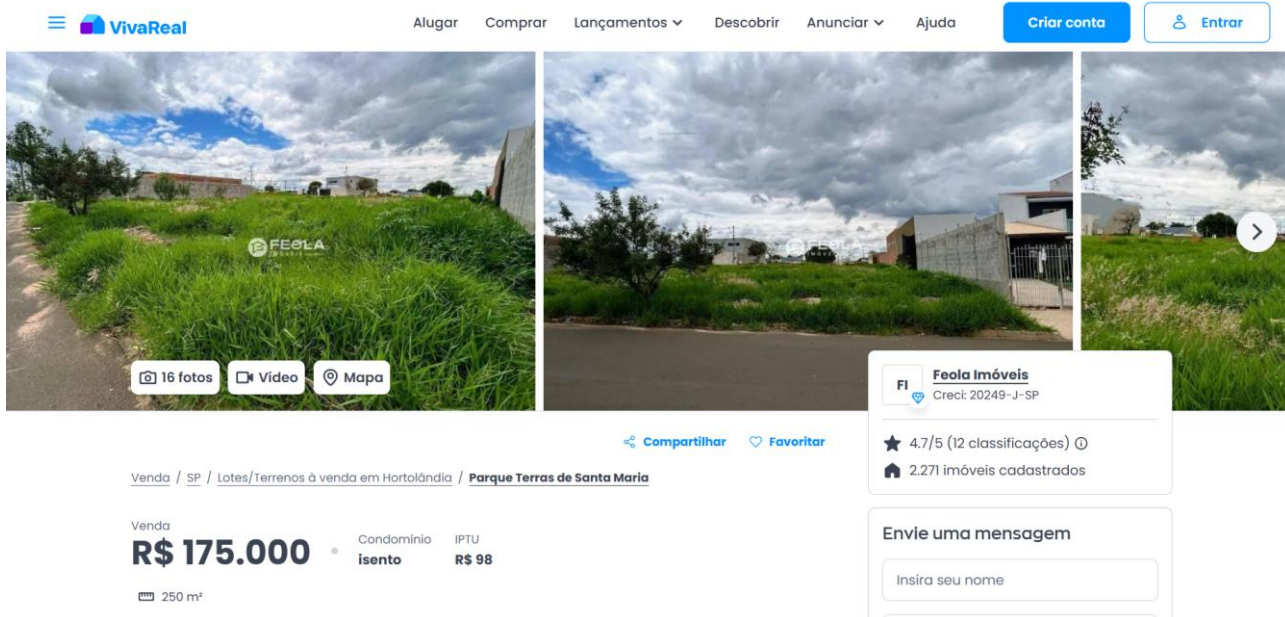 VivaReal
Alugar Comprar Lançamentos Descobrir Anunciar Ajuda Criar conta Entrar
FEOLA
IMÓVEIS
FEOLA
IMÓVEIS
16 fotos Vídeo Mapa
FI
Feola Imóveis
Creci: 20249-J-SP
4.7/5 (12 classificações)
2.271 imóveis cadastrados
Compartilhar Favoritar
Venda / SP / Lotes/Terrenos à venda em Hortolândia / Parque Terras de Santa Maria
Venda
R$ 175.000
Condomínio IPTU
isento R$ 98
250 m²
Envie uma mensagem
Insira seu nome